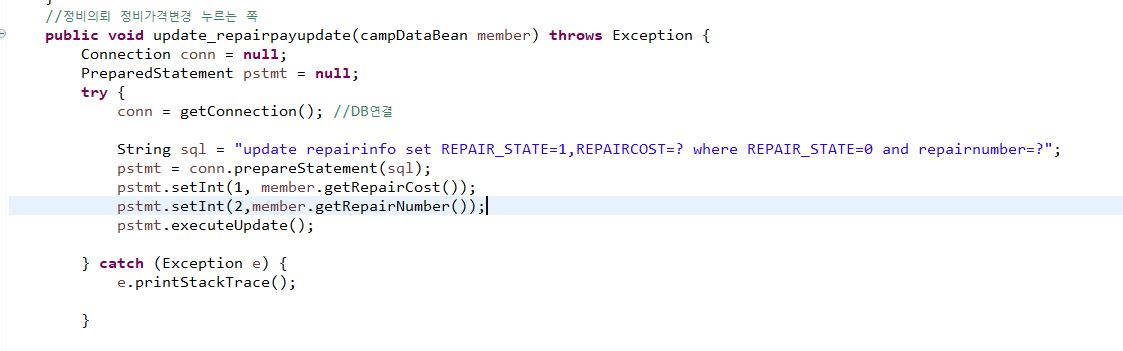 //정비의뢰 정비가격변경 누르는 쪽
public void update_repairpayupdate(campDataBean member) throws Exception {
Connection conn = null;
PreparedStatement pstmt = null;
try {
conn = getConnection(); //DB연결
String sql = "update repairinfo set REPAIR_STATE=1,REPAIRCOST=? where REPAIR_STATE=0 and repairnumber=?";
pstmt = conn.prepareStatement(sql);
pstmt.setInt(1, member.getRepairCost());
pstmt.setInt(2,member.getRepairNumber());
pstmt.executeUpdate();
} catch (Exception e) {
e.printStackTrace();
}